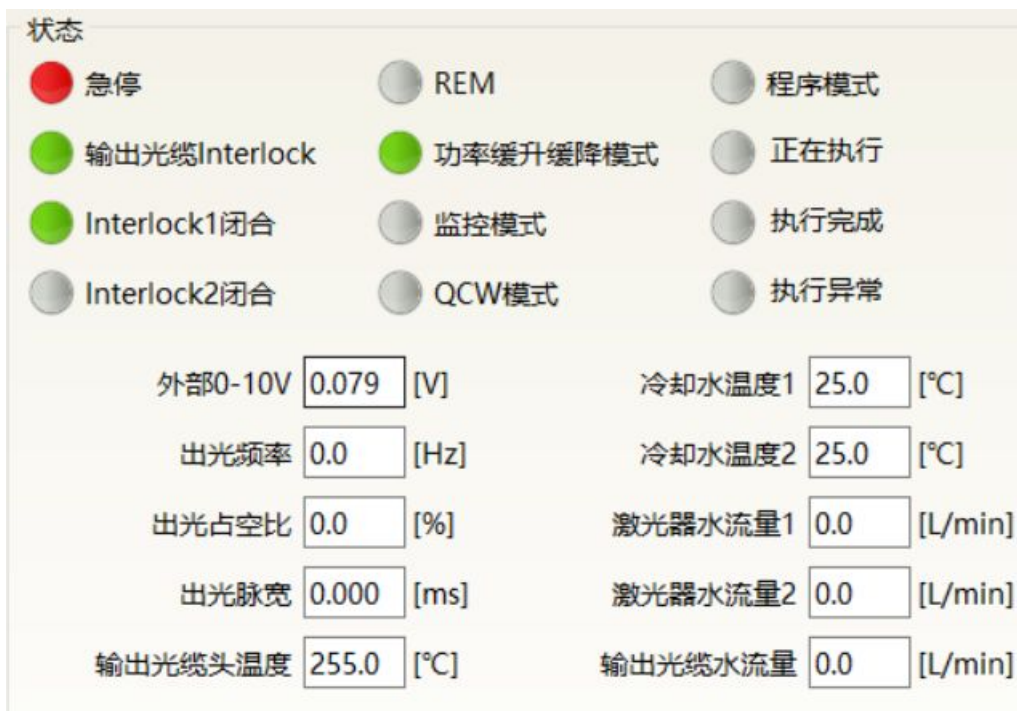 状态
急停 REM 程序模式
输出光缆Interlock 功率缓升缓降模式 正在执行
Interlock1闭合 监控模式 执行完成
Interlock2闭合 QCW模式 执行异常
外部0-10V 0.079 [V] 冷却水温度1 25.0 [℃]
出光频率 0.0 [Hz] 冷却水温度2 25.0 [℃]
出光占空比 0.0 [%] 激光器水流量1 0.0 [L/min]
出光脉宽 0.000 [ms] 激光器水流量2 0.0 [L/min]
输出光缆头温度 255.0 [℃] 输出光缆水流量 0.0 [L/min]